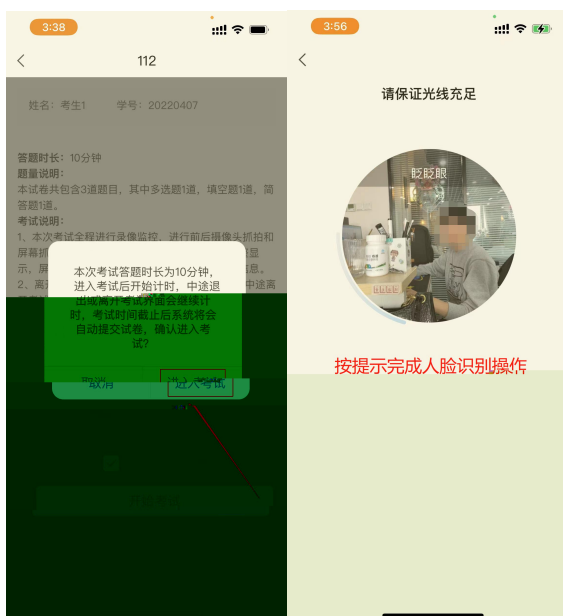 3:38
112
姓名：考生1 学号：20220407
答题时长：10分钟
题量说明：
本试卷共包含3道题目，其中多选题1道，填空题1道，简
答题1道。
考试说明：
1、本次考试全程进行录像监控、进行前后摄像头抓拍和
屏幕抓
显
示，屏
信息。
2、离
中途离
本次考试答题时长为10分钟，
进入考试后开始计时，中途退
出或离开考试界面会继续计
时，考试时间截止后系统将会
自动提交试卷，确认进入考
试？
取消 进入考试
3:56
请保证光线充足
眨眨眼
按提示完成人脸识别操作